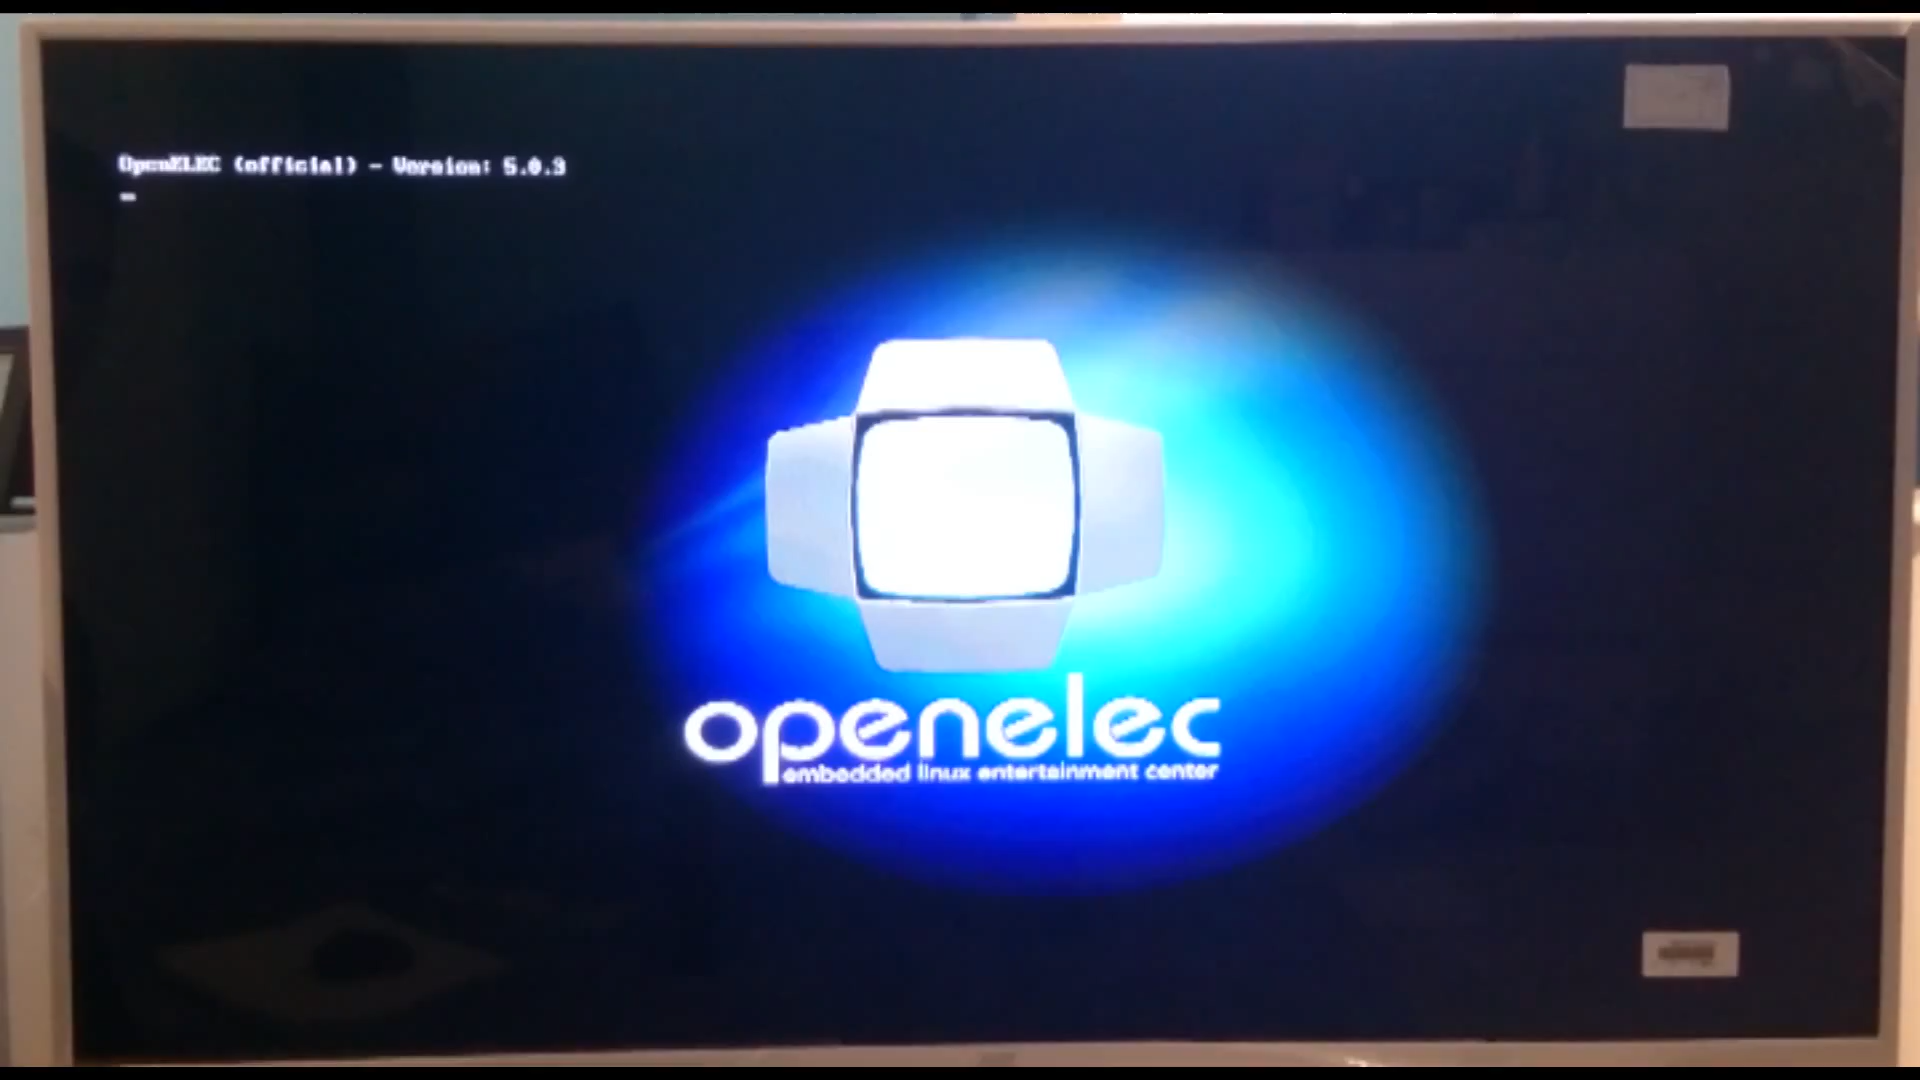 OpenELEC (official) - Version: 5.0.3
openelec
embedded linux entertainment center